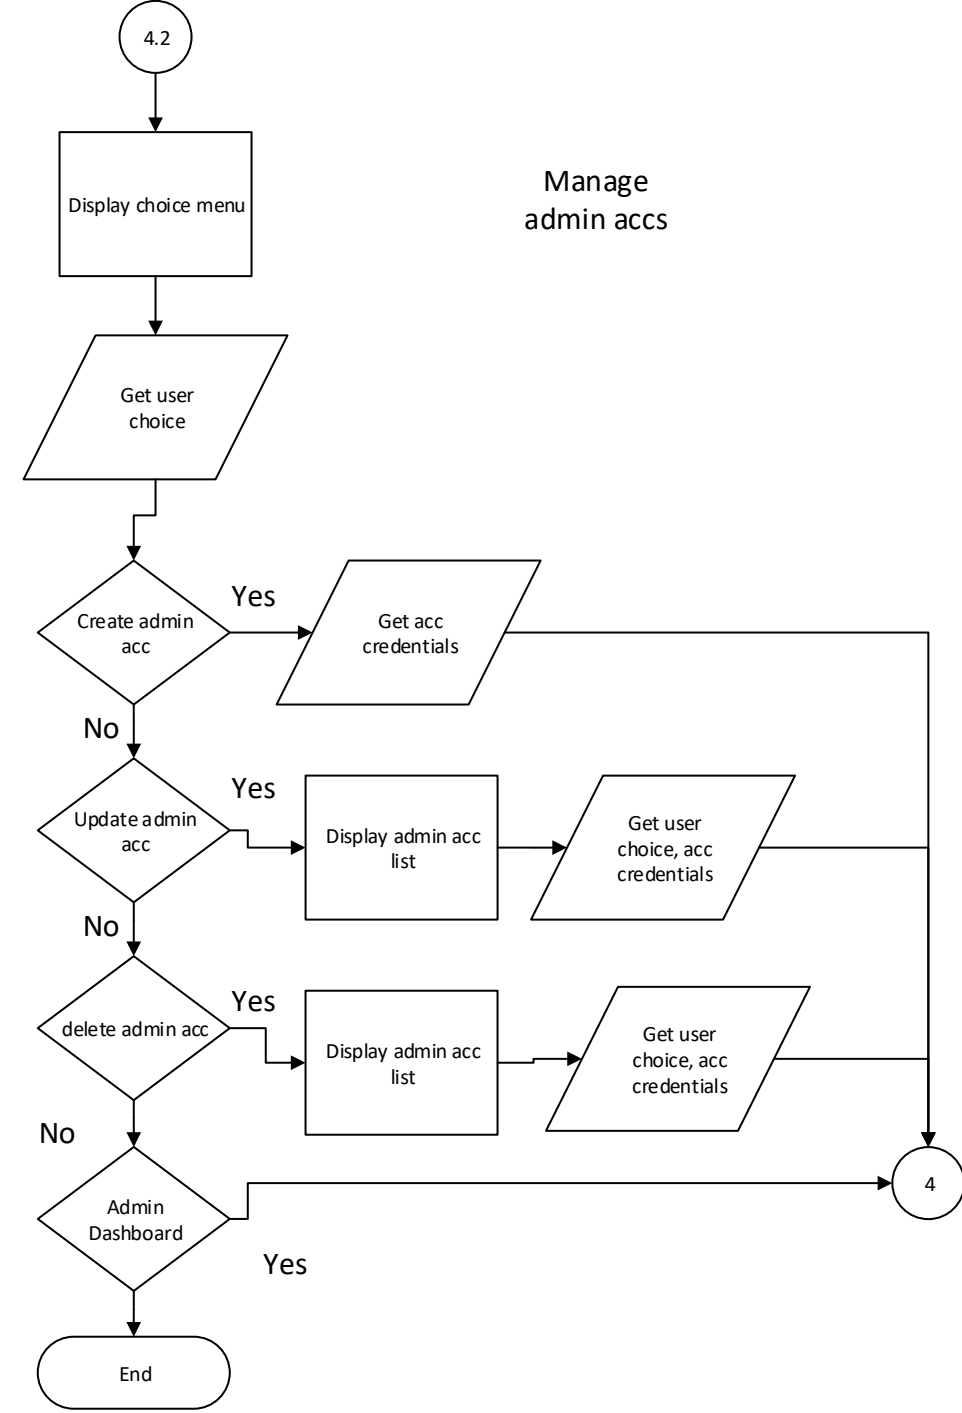 4.2
Display choice menu
Manage
admin accs
Get user
choice
Create admin
acc
Yes
Get acc
credentials
No
Update admin
acc
Yes
Display admin acc
list
Get user
choice, acc
credentials
No
delete admin acc
Yes
Display admin acc
list
Get user
choice, acc
credentials
No
Admin
Dashboard
Yes
4
End